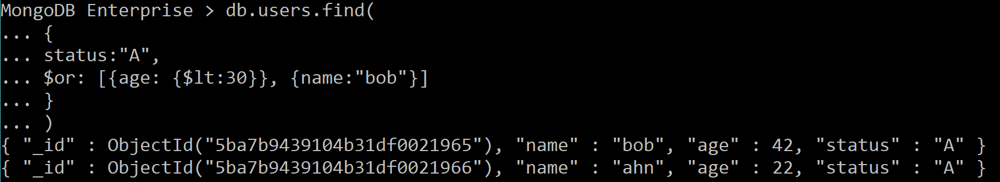 MongoDB Enterprise > db.users.find(
... {
... status:"A",
... $or: [{age: {$lt:30}}, {name:"bob"}]
... }
... )
{ "_id" : ObjectId("5ba7b9439104b31df0021965"), "name" : "bob", "age" : 42, "status" : "A" }
{ "_id" : ObjectId("5ba7b9439104b31df0021966"), "name" : "ahn", "age" : 22, "status" : "A" }